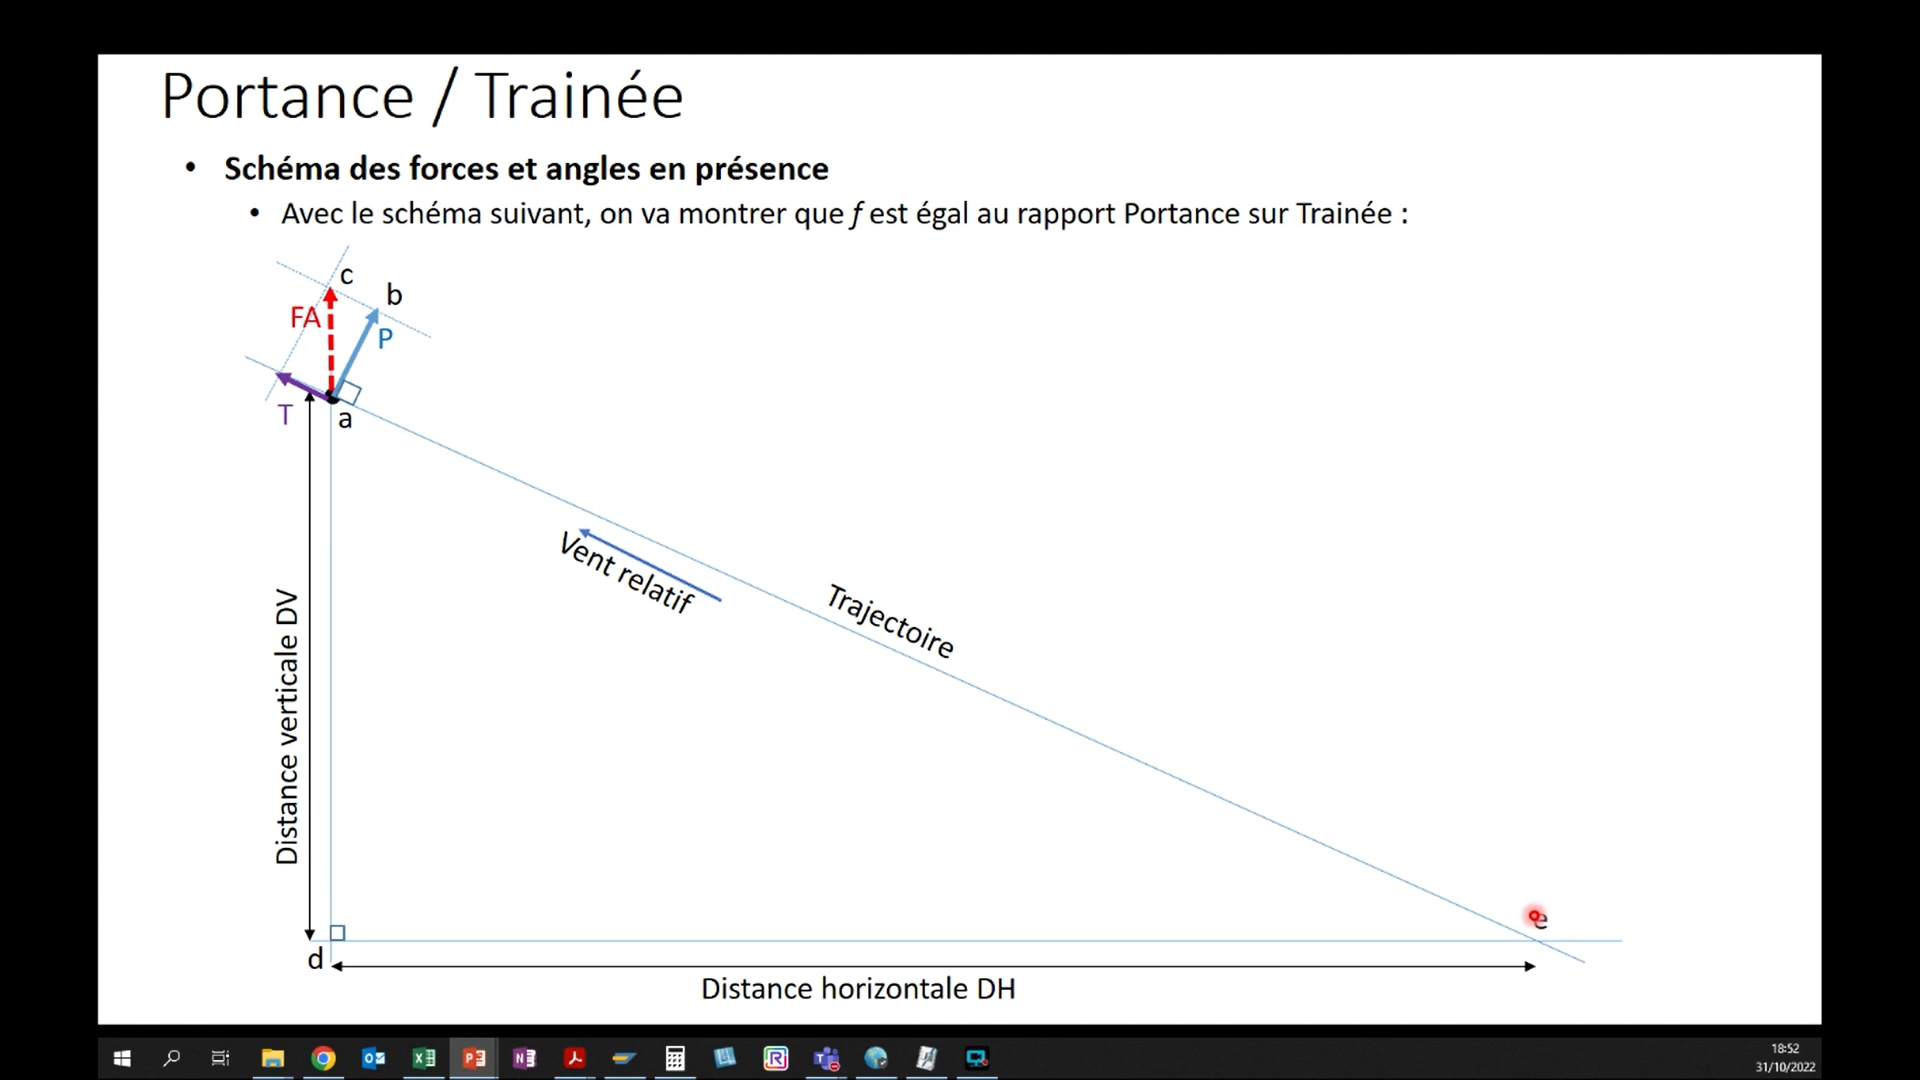 Portance / Trainée
• Schéma des forces et angles en présence
• Avec le schéma suivant, on va montrer que f est égal au rapport Portance sur Trainée :
c
b
FA
P
T
a
Vent relatif
Trajectoire
Distance verticale DV
e
d
Distance horizontale DH
18:52
31/10/2022